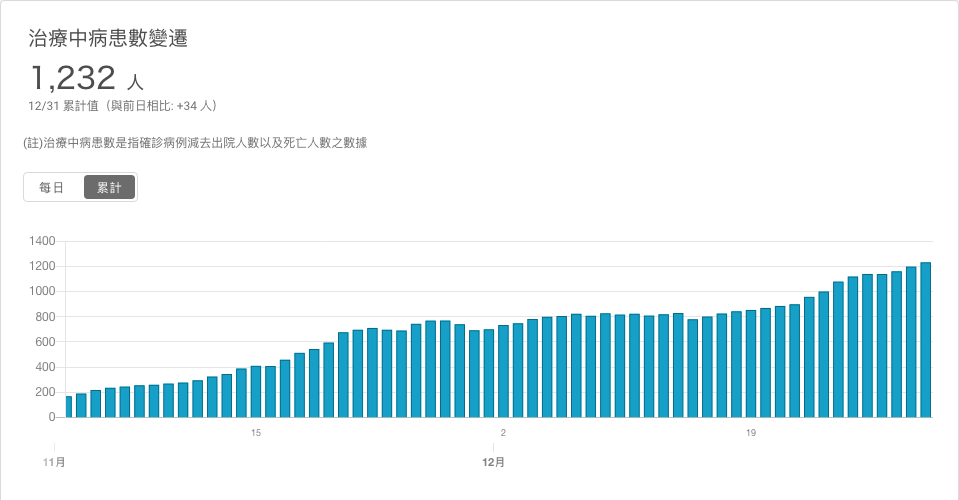 治療中病患數變遷
1,232 人
12/31 累計值（與前日相比: +34 人）
(註)治療中病患數是指確診病例減去出院人數以及死亡人數之數據
每日 累計
1400
1200
1000
800
600
400
200
0
15 2 19
11月 12月